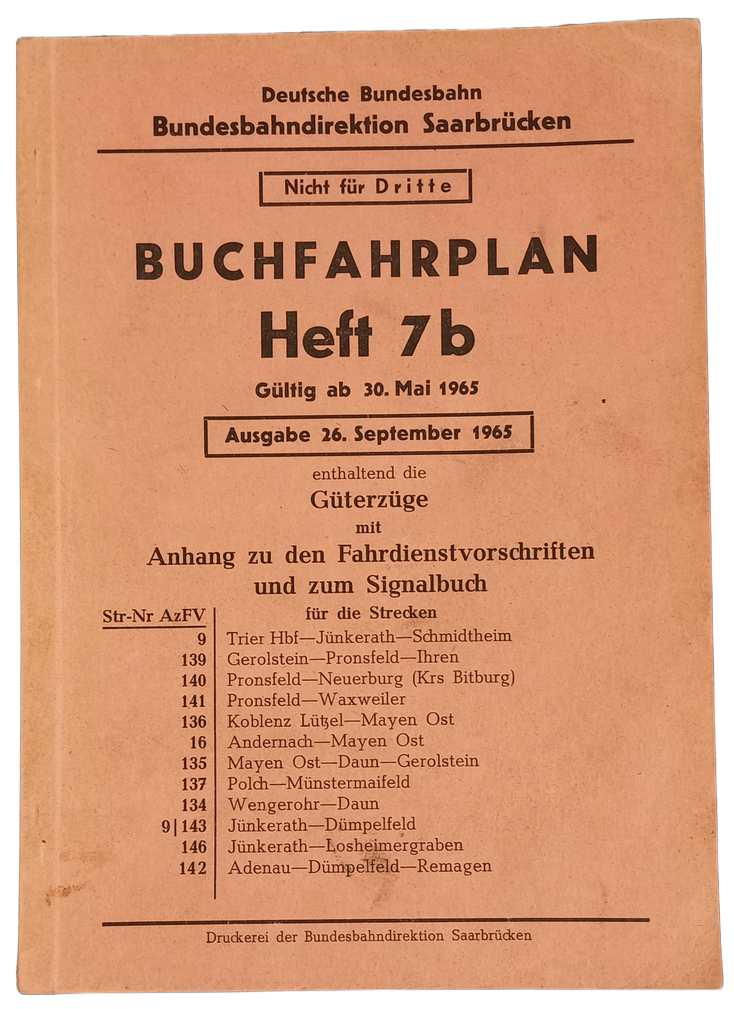 Deutsche Bundesbahn
Bundesbahndirektion Saarbrücken
Nicht für Dritte
BUCHFAHRPLAN
Heft 7b
Gültig ab 30. Mai 1965
Ausgabe 26. September 1965
enthaltend die
Güterzüge
mit
Anhang zu den Fahrdienstvorschriften
und zum Signalbuch
Str-Nr AzFV für die Strecken
9 Trier Hbf—Jünkerath—Schmidtheim
139 Gerolstein—Pronsfeld—Ihren
140 Pronsfeld—Neuerburg (Krs Bitburg)
141 Pronsfeld—Waxweiler
136 Koblenz Lützel—Mayen Ost
16 Andernach—Mayen Ost
135 Mayen Ost—Daun—Gerolstein
137 Polch—Münstermaifeld
134 Wengerohr—Daun
9|143 Jünkerath—Dümpelfeld
146 Jünkerath—Losheimergraben
142 Adenau—Dümpelfeld—Remagen
Druckerei der Bundesbahndirektion Saarbrücken